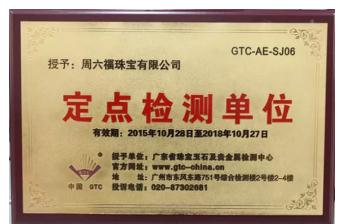 GTC-AE-SJ06
授予：周六福珠宝有限公司
定点检测单位
有效期：2015年10月28日至2018年10月27日
授予单位：广东省珠宝玉石及贵金属检测中心
官方网址：www.gtc-china.cn
地 址：广州市东风东路751号综合检测楼2号楼2-4楼
授牌电话：020-87302681
中国 GTC